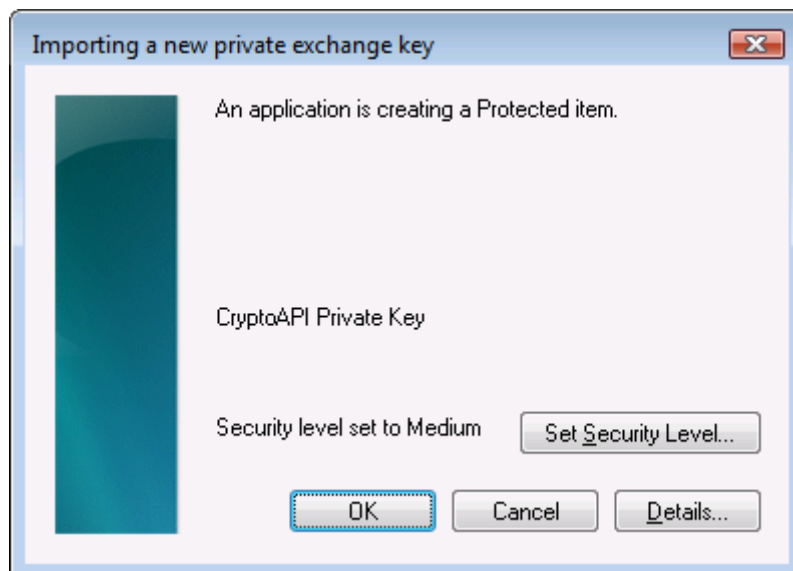 Importing a new private exchange key
An application is creating a Protected item.
CryptoAPI Private Key
Security level set to Medium
Set Security Level...
OK
Cancel
Details...